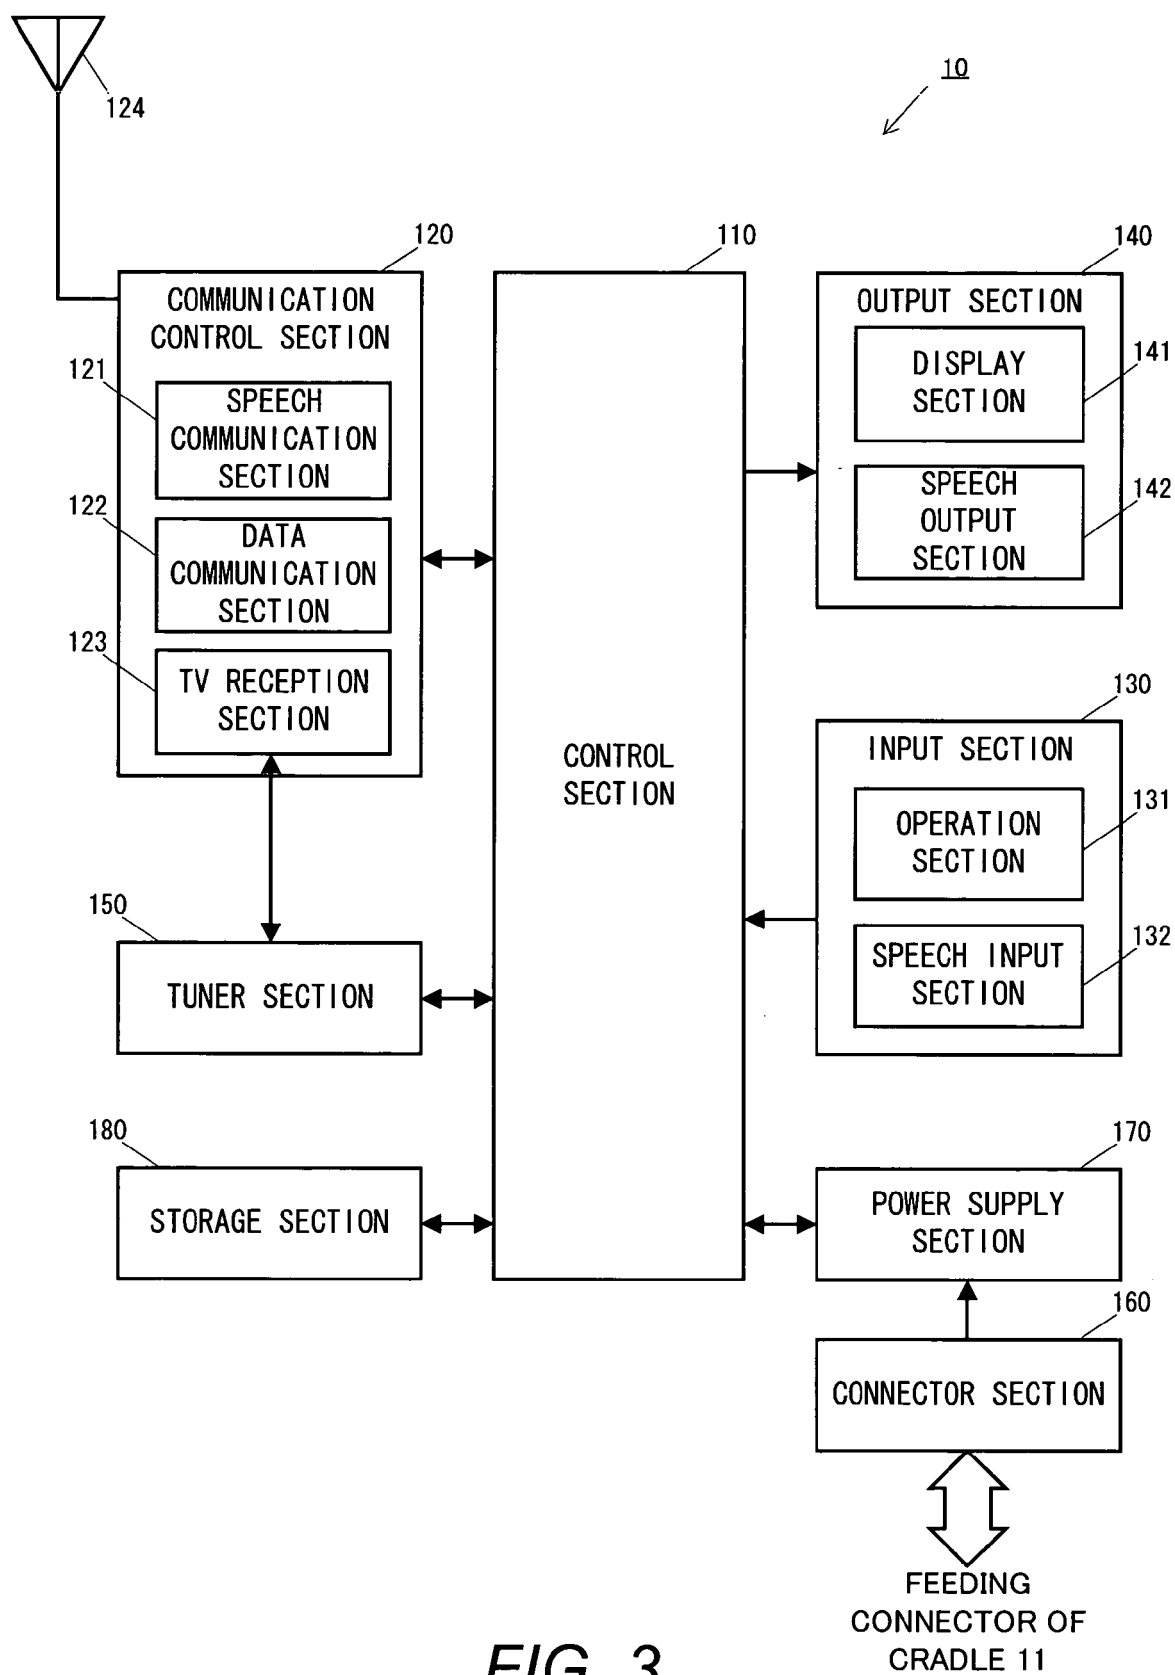 10
124
120
COMMUNICATION
CONTROL SECTION
121
SPEECH
COMMUNICATION
SECTION
122
DATA
COMMUNICATION
SECTION
123
TV RECEPTION
SECTION
150
TUNER SECTION
180
STORAGE SECTION
110
CONTROL
SECTION
140
OUTPUT SECTION
DISPLAY
SECTION
141
SPEECH
OUTPUT
SECTION
142
130
INPUT SECTION
OPERATION
SECTION
131
SPEECH INPUT
SECTION
132
170
POWER SUPPLY
SECTION
160
CONNECTOR SECTION
FEEDING
CONNECTOR OF
CRADLE 11
FIG. 3